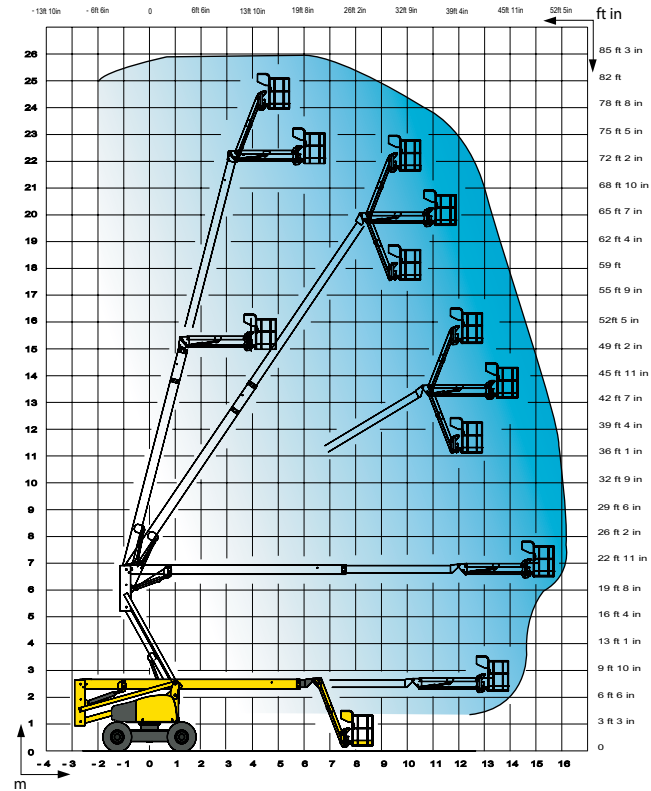 - 13ft 10in - 6ft 6in 0 6ft 6in 13ft 10in 19ft 8in 26ft 2in 32ft 9in 39ft 4in 45ft 11in 52ft 5in
ft in
26 85 ft 3 in
25 82 ft
24 78 ft 8 in
23 75 ft 5 in
22 72 ft 2 in
21 68 ft 10 in
20 65 ft 7 in
19 62 ft 4 in
18 59 ft
17 55 ft 9 in
16 52ft 5 in
15 49 ft 2 in
14 45 ft 11 in
13 42 ft 7 in
12 39 ft 4 in
11 36 ft 1 in
10 32 ft 9 in
9 29 ft 6 in
8 26 ft 2 in
7 22 ft 11 in
6 19 ft 8 in
5 16 ft 4 in
4 13 ft 1 in
3 9 ft 10 in
2 6 ft 6 in
1 3 ft 3 in
0 0
- 4 - 3 - 2 - 1 0 1 2 3 4 5 6 7 8 9 10 11 12 13 14 15 16
m